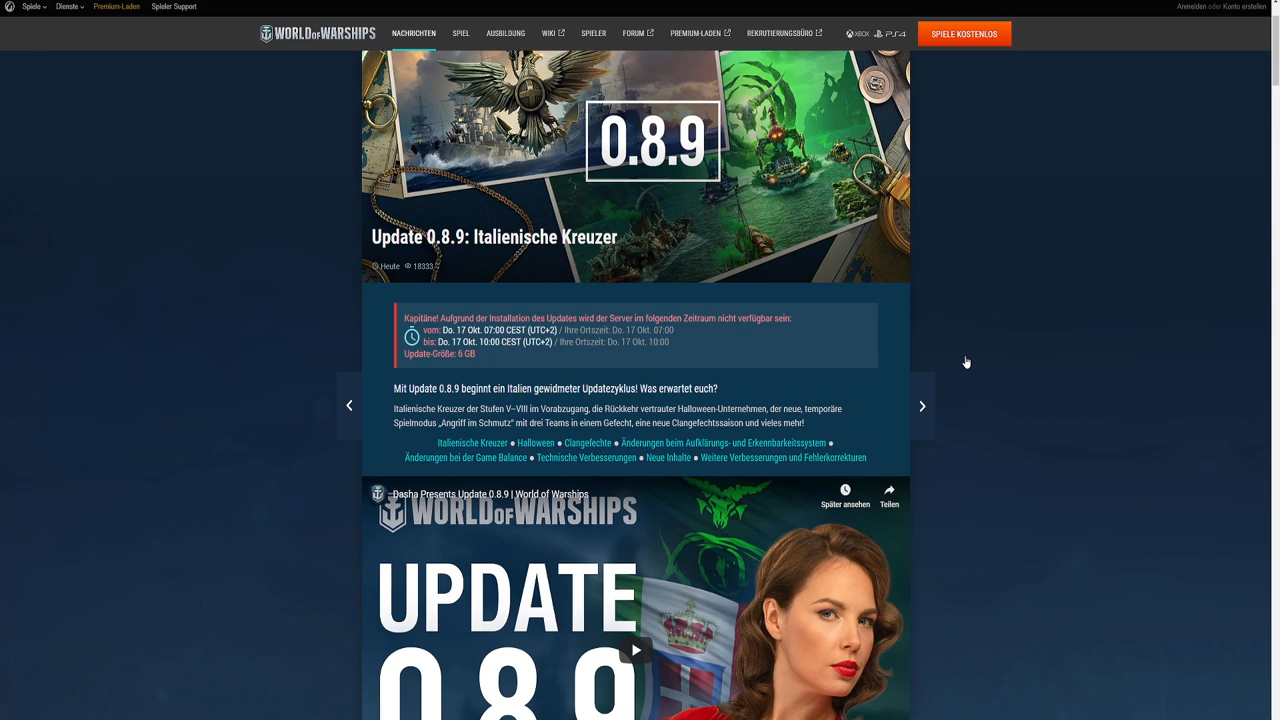 Spiele Dienste Premium-Laden Spieler Support Anmelden oder Konto erstellen
WORLD OF WARSHIPS NACHRICHTEN SPIEL AUSBILDUNG WIKI SPIELER FORUM PREMIUM-LADEN REKRUTIERUNGSBÜRO XBOX PS4 SPIELE KOSTENLOS
0.8.9
Update 0.8.9: Italienische Kreuzer
Heute 18333
Kapitäne! Aufgrund der Installation des Updates wird der Server im folgenden Zeitraum nicht verfügbar sein:
vom: Do. 17 Okt. 07:00 CEST (UTC+2) / Ihre Ortszeit: Do. 17 Okt. 07:00
bis: Do. 17 Okt. 10:00 CEST (UTC+2) / Ihre Ortszeit: Do. 17 Okt. 10:00
Update-Größe: 6 GB
Mit Update 0.8.9 beginnt ein Italien gewidmeter Updatezyklus! Was erwartet euch?
Italienische Kreuzer der Stufen V–VIII im Vorabzugang, die Rückkehr vertrauter Halloween-Unternehmen, der neue, temporäre
Spielmodus „Angriff im Schmutz" mit drei Teams in einem Gefecht, eine neue Clangefechtssaison und vieles mehr!
Italienische Kreuzer ● Halloween ● Clangefechte ● Änderungen beim Aufklärungs- und Erkennbarkeitssystem ●
Änderungen bei der Game Balance ● Technische Verbesserungen ● Neue Inhalte ● Weitere Verbesserungen und Fehlerkorrekturen
Dasha Presents Update 0.8.9 | World of Warships
Später ansehen Teilen
WORLD OF WARSHIPS
UPDATE
0.8.9